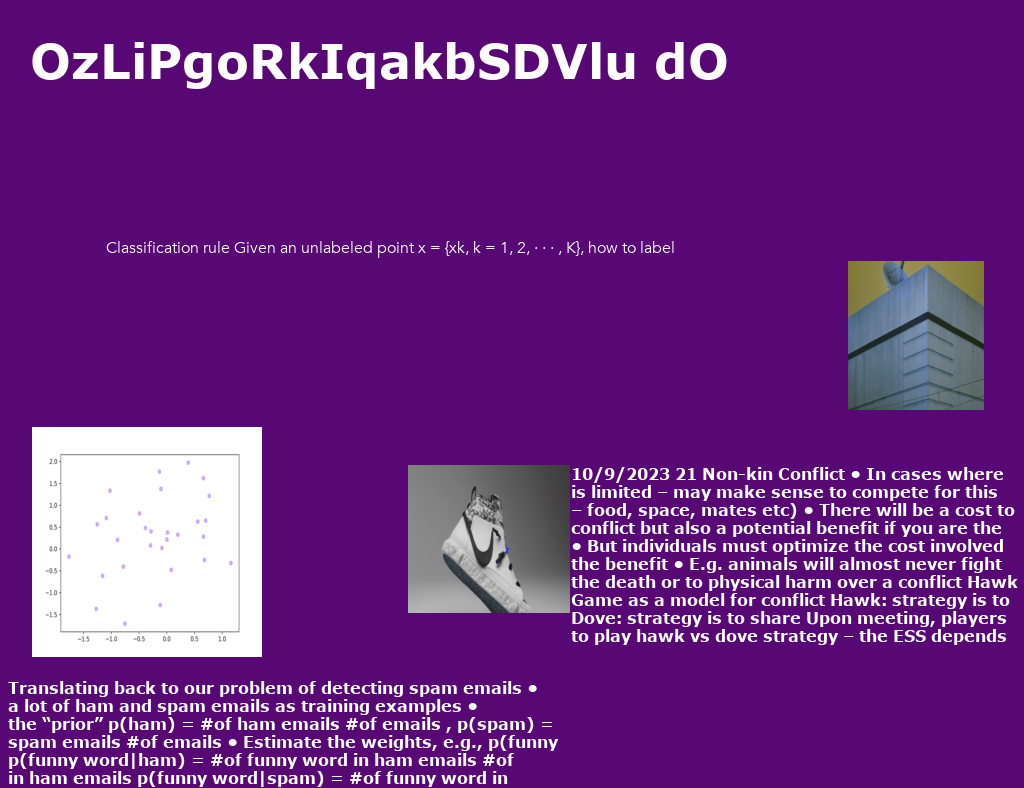 OzLiPgoRkIqakbSDVlu dO
Classification rule Given an unlabeled point x = {xk, k = 1, 2, · · · , K}, how to label
2.0
1.5
1.0
0.5
0.0
−0.5
−1.0
−1.5
−1.5 −1.0 −0.5 0.0 0.5 1.0
10/9/2023 21 Non-kin Conflict ● In cases where
is limited – may make sense to compete for this
– food, space, mates etc) ● There will be a cost to
conflict but also a potential benefit if you are the
● But individuals must optimize the cost involved
the benefit ● E.g. animals will almost never fight
the death or to physical harm over a conflict Hawk
Game as a model for conflict Hawk: strategy is to
Dove: strategy is to share Upon meeting, players
to play hawk vs dove strategy – the ESS depends
Translating back to our problem of detecting spam emails ●
a lot of ham and spam emails as training examples ●
the “prior” p(ham) = #of ham emails #of emails , p(spam) =
spam emails #of emails ● Estimate the weights, e.g., p(funny
p(funny word|ham) = #of funny word in ham emails #of
in ham emails p(funny word|spam) = #of funny word in